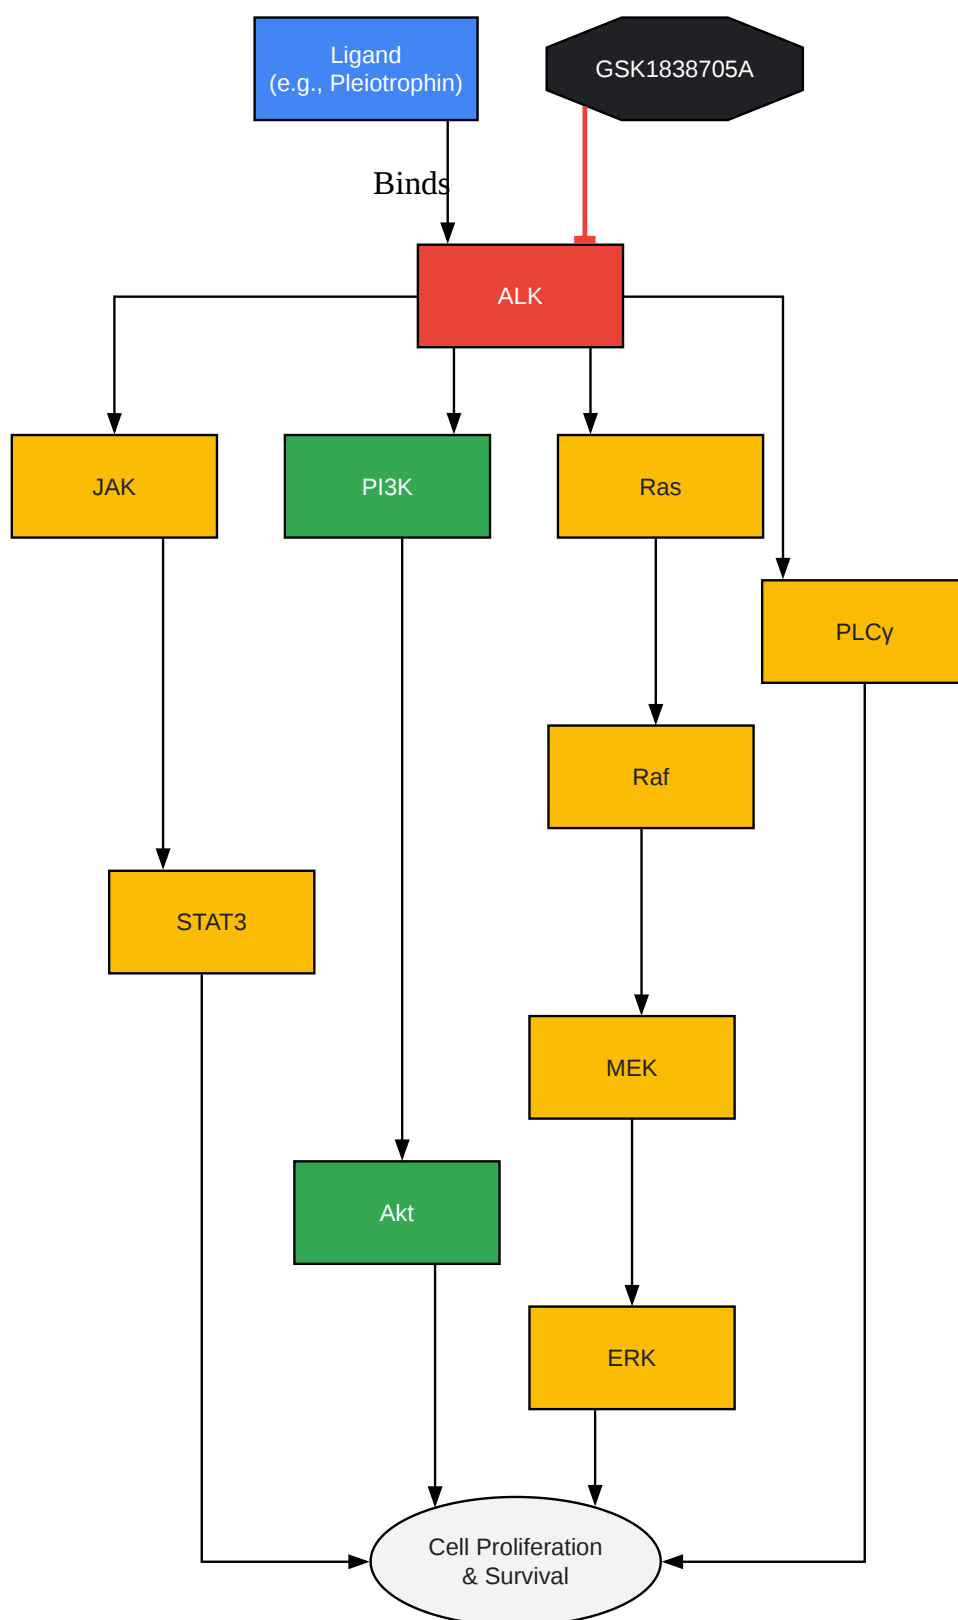 Ligand
(e.g., Pleiotrophin)
GSK1838705A
Binds
ALK
JAK
PI3K
Ras
PLCγ
Raf
STAT3
MEK
Akt
ERK
Cell Proliferation
& Survival